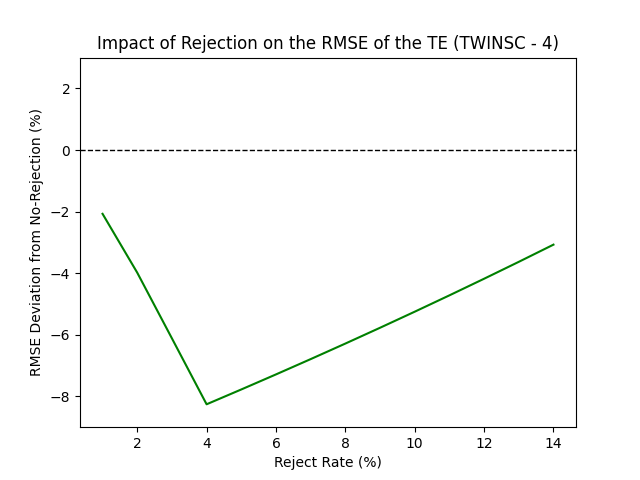 Impact of Rejection on the RMSE of the TE (TWINSC - 4)
RMSE Deviation from No-Rejection (%)
2
0
−2
−4
−6
−8
2 4 6 8 10 12 14
Reject Rate (%)